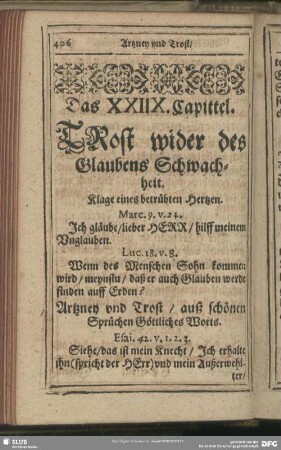 406 Artzney vnd Trost/
Das XXIIX. Capittel.
TRost wider des
Glaubens Schwach-
heit.
Klage eines betrübten Hertzen.
Marc. 9. v. 24.
Ich gläube/lieber HERR/ hilff meinem
Vnglauben.
Luc. 18. v. 8.
Wenn des Menschen Sohn kommen
wird/ meynstu/ daß er auch Glauben werde
finden auff Erden?
Artzney vnd Trost/ auß schönen
Sprüchen Göttliches Worts.
Esai. 42. v. 1. 2. 3.
Siehe/das ist mein Knecht/ Ich erhalte
ihn (spricht der HErr) vnd mein Außerwehl-
ter/
SLUB
DFG